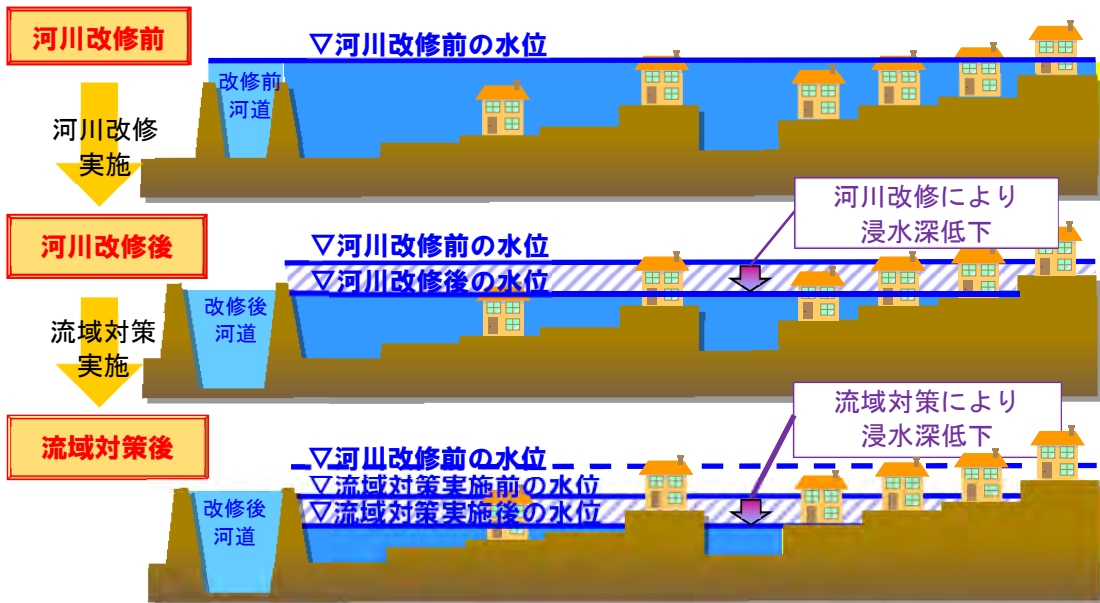 河川改修前
▽河川改修前の水位
改修前
河道
河川改修
実施
河川改修により
浸水深低下
河川改修後
▽河川改修前の水位
▽河川改修後の水位
改修後
河道
流域対策
実施
流域対策により
浸水深低下
流域対策後
▽河川改修前の水位
▽流域対策実施前の水位
▽流域対策実施後の水位
改修後
河道